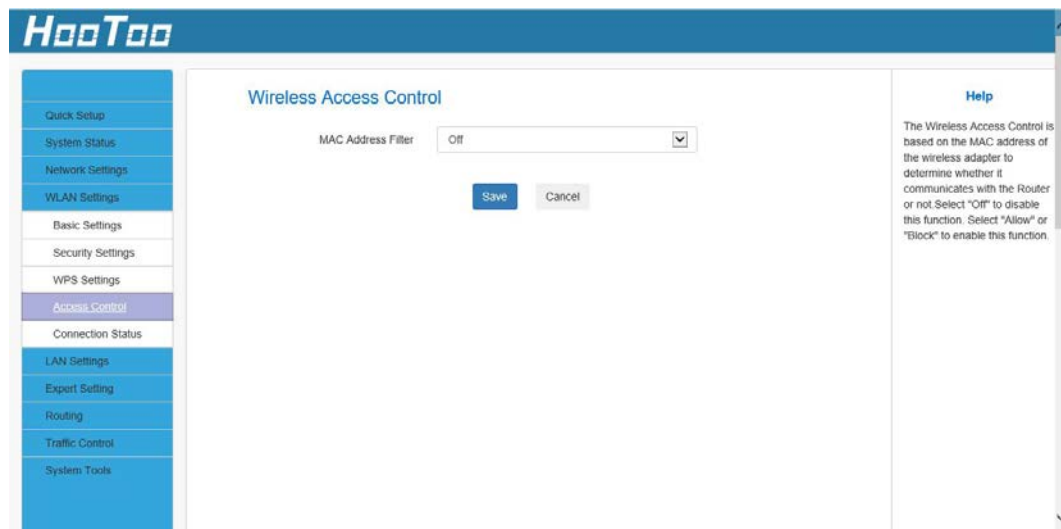 HooToo
Quick Setup
System Status
Network Settings
WLAN Settings
Basic Settings
Security Settings
WPS Settings
Access Control
Connection Status
LAN Settings
Expert Setting
Routing
Traffic Control
System Tools
Wireless Access Control
MAC Address Filter Off
Save Cancel
Help
The Wireless Access Control is
based on the MAC address of
the wireless adapter to
determine whether it
communicates with the Router
or not.Select "Off" to disable
this function. Select "Allow" or
"Block" to enable this function.